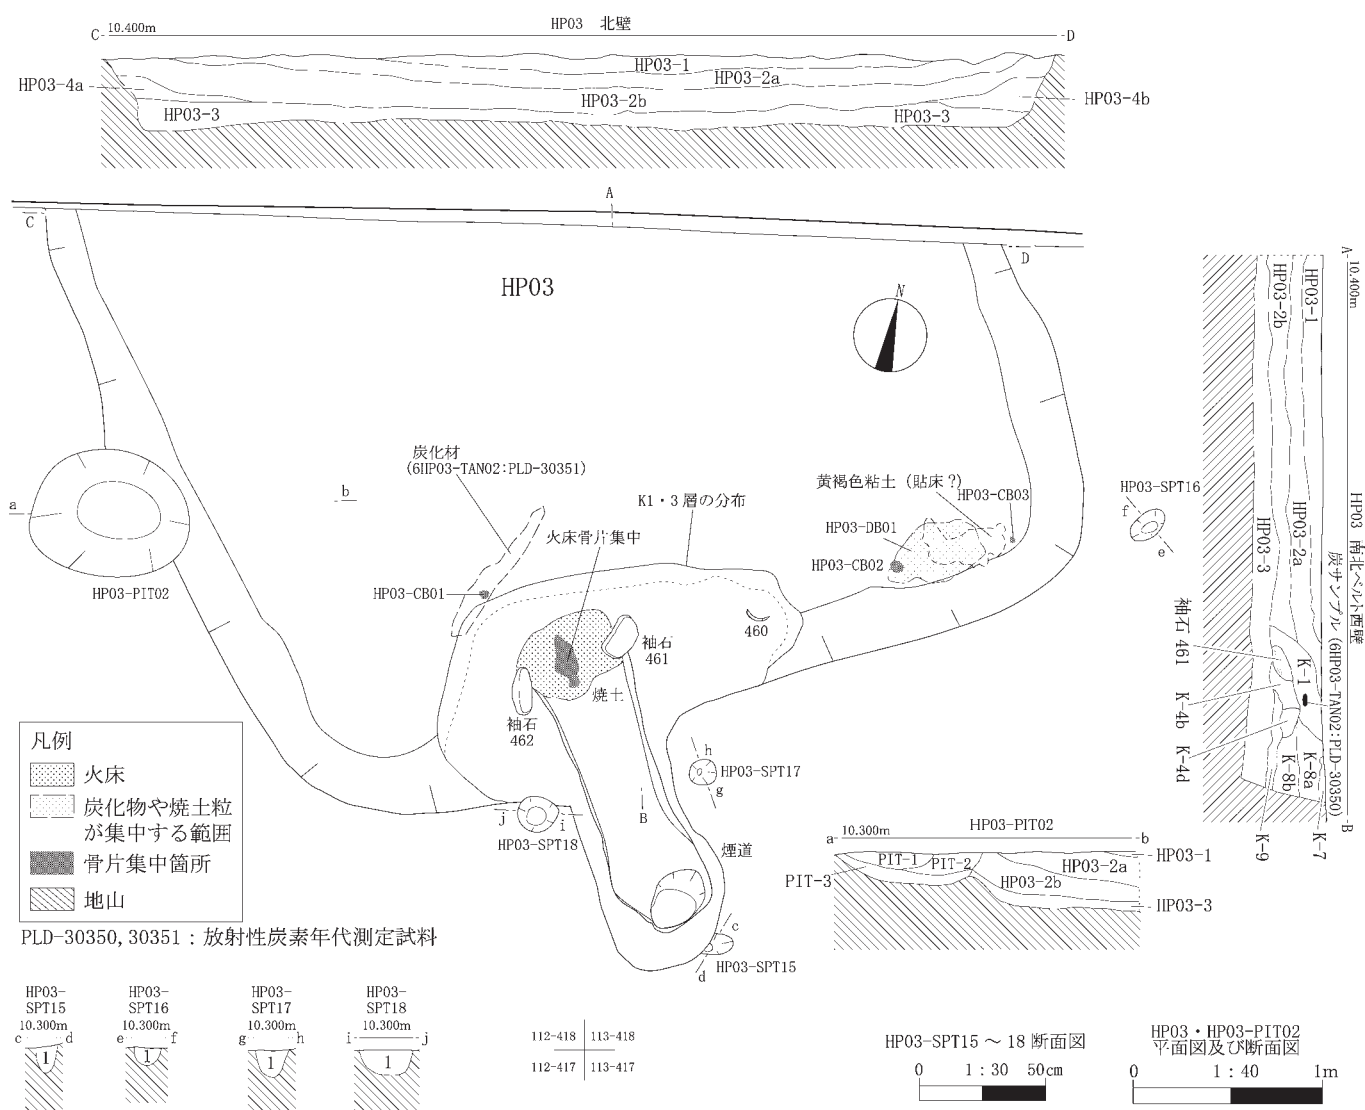 HP03 北壁
C 10.400m D
HP03-1
HP03-2a
HP03-4a
HP03-2b
HP03-4b
HP03-3
HP03-3
A
C
D
HP03
N
炭化材
(6HP03-TAN02:PLD-30351)
b
K1・3層の分布
黄褐色粘土(貼床?)
HP03-CB03
HP03-SPT16
f
e
a
火床骨片集中
HP03-DB01
HP03-CB02
HP03-PIT02
HP03-CB01
460
袖石
461
焼土
袖石
462
h
HP03-SPT17
g
B
j
i
HP03-SPT18
煙道
c
HP03-SPT15
d
A 10.400m
B
HP03 南北ベルト西壁
炭サンプル(6HP03-TAN02:PLD-30350)
HP03-1
HP03-2b
HP03-2a
HP03-3
袖石 461
K-1
K-4b
K-4d
K-8a
K-8b
K-9
K-7
HP03-PIT02
a 10.300m b
PIT-1
PIT-2
PIT-3
HP03-1
HP03-2a
HP03-2b
HP03-3
凡例
火床
炭化物や焼土粒
が集中する範囲
骨片集中箇所
地山
PLD-30350,30351:放射性炭素年代測定試料
HP03-
SPT15
10.300m
c d
1
HP03-
SPT16
10.300m
e f
1
HP03-
SPT17
10.300m
g h
1
HP03-
SPT18
10.300m
i j
1
112-418 113-418
112-417 113-417
HP03-SPT15～18断面図
0 1:30 50cm
HP03・HP03-PIT02
平面図及び断面図
0 1:40 1m